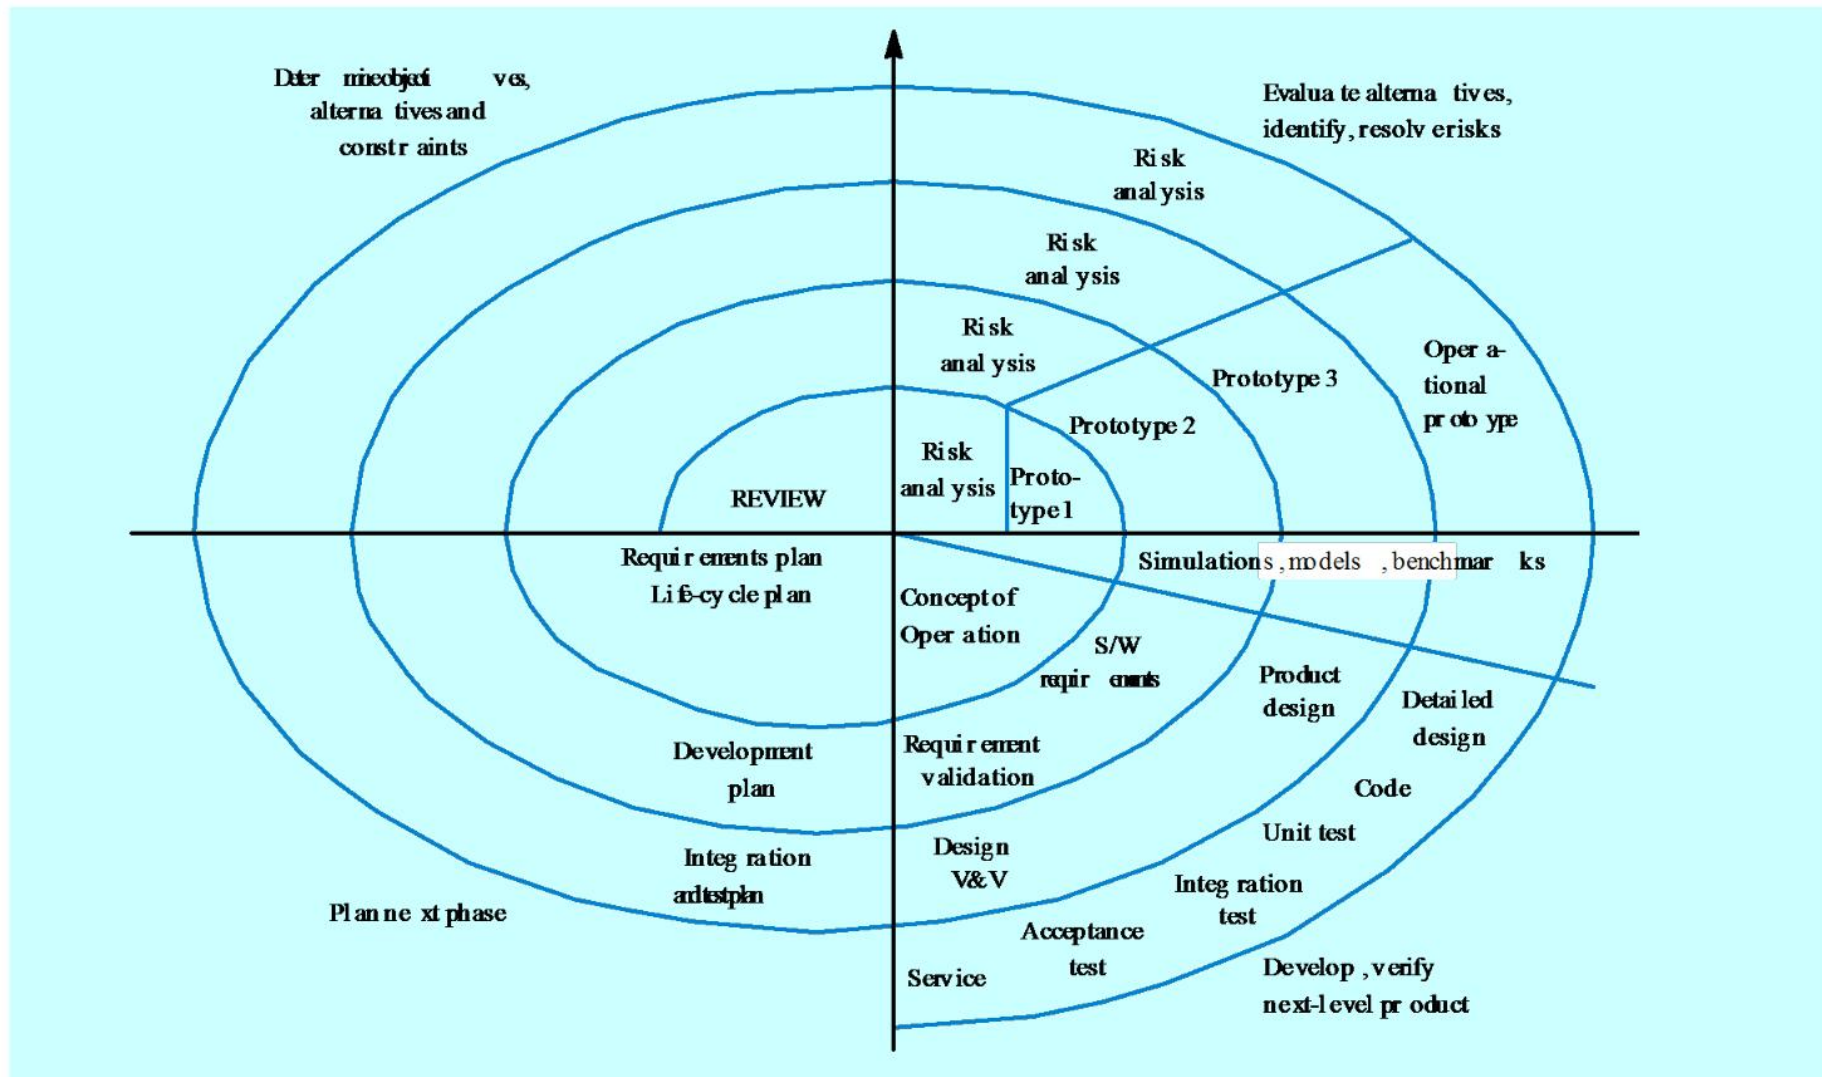 Determine objectives,
alternatives and
constraints
Evaluate alternatives,
identify, resolve risks
Risk
analysis
Risk
analysis
Risk
analysis
Risk
analysis
REVIEW
Proto-
type 1
Prototype 2
Prototype 3
Opera-
tional
prototype
Requirements plan
Life-cycle plan
Concept of
Operation
Simulations, models, benchmarks
S/W
requirements
Product
design
Detailed
design
Development
plan
Requirement
validation
Code
Unit test
Integration
and test plan
Design
V&V
Integration
test
Acceptance
test
Service
Plan next phase
Develop, verify
next-level product